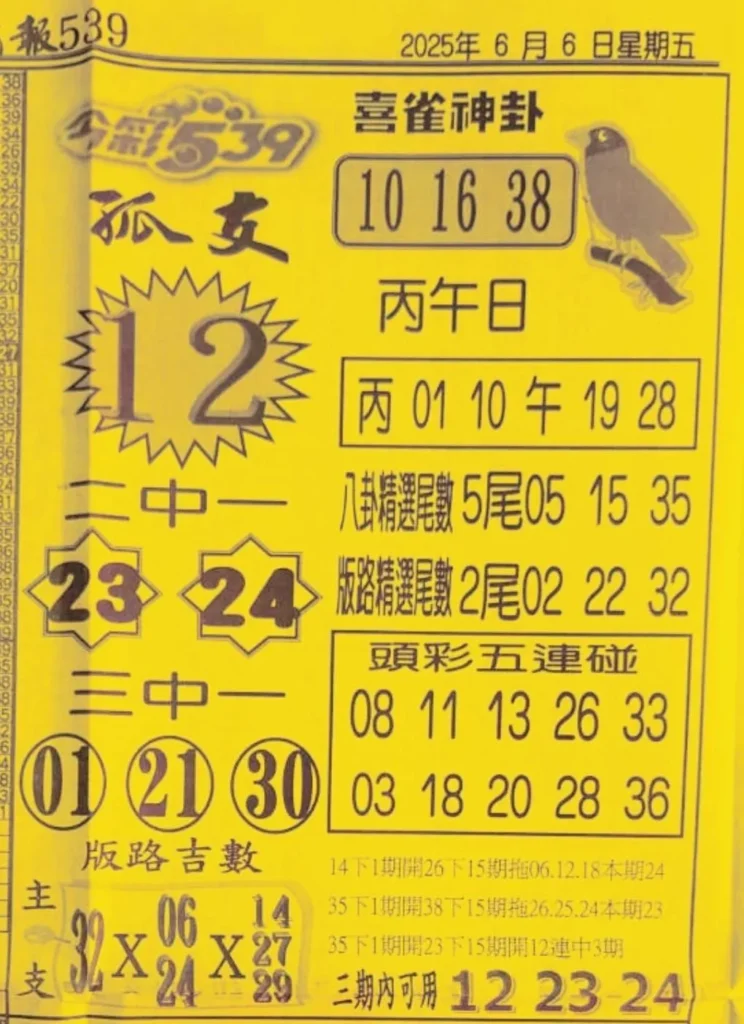 報539
2025年 6 月 6 日星期五
今彩539
孤支
12
二中一
23 24
三中一
01 21 30
版路吉數
主支
32 X 06 24 X 14 27 29
喜雀神卦
10 16 38
丙午日
丙 01 10 午 19 28
八卦精選尾數 5尾05 15 35
版路精選尾數 2尾02 22 32
頭彩五連碰
08 11 13 26 33
03 18 20 28 36
14下1期開26下15期拖06.12.18本期24
35下1期開38下15期拖26.25.24本期23
35下1期開23下15期開12連中3期
三期內可用 12 23 24